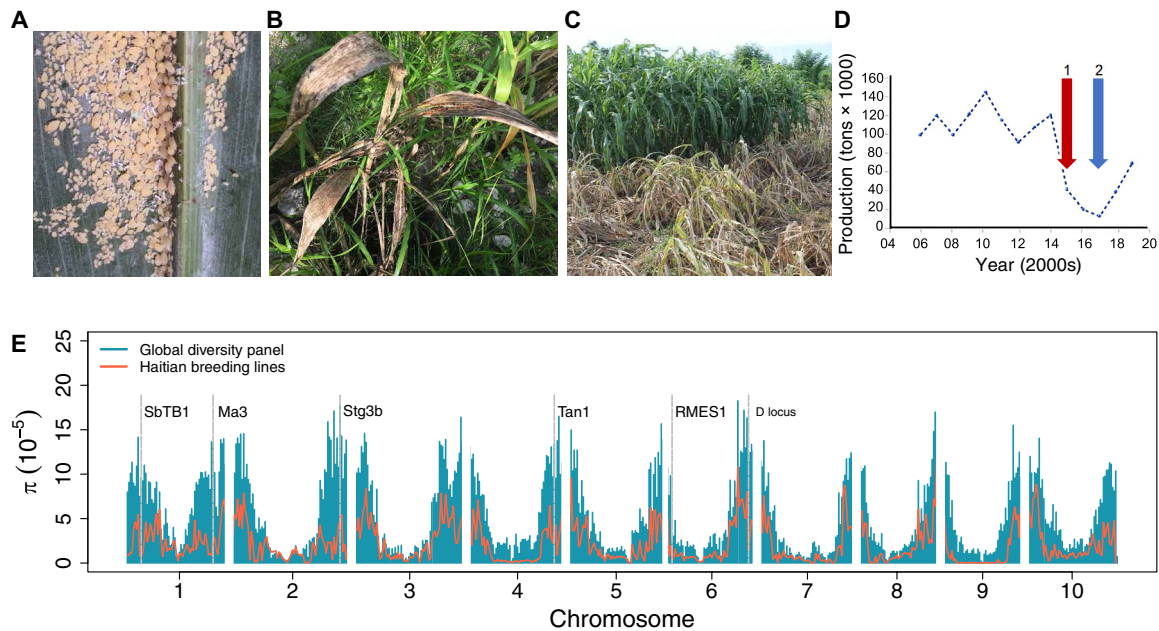 A
B
C
D
Production (tons × 1000)
160
140
120
100
80
60
40
20
0
1
2
04
06
08
10
12
14
16
18
20
Year (2000s)
E
π (10⁻⁵)
25
20
15
10
5
0
Global diversity panel
Haitian breeding lines
SbTB1
Ma3
Stg3b
Tan1
RMES1
D locus
1
2
3
4
5
6
7
8
9
10
Chromosome